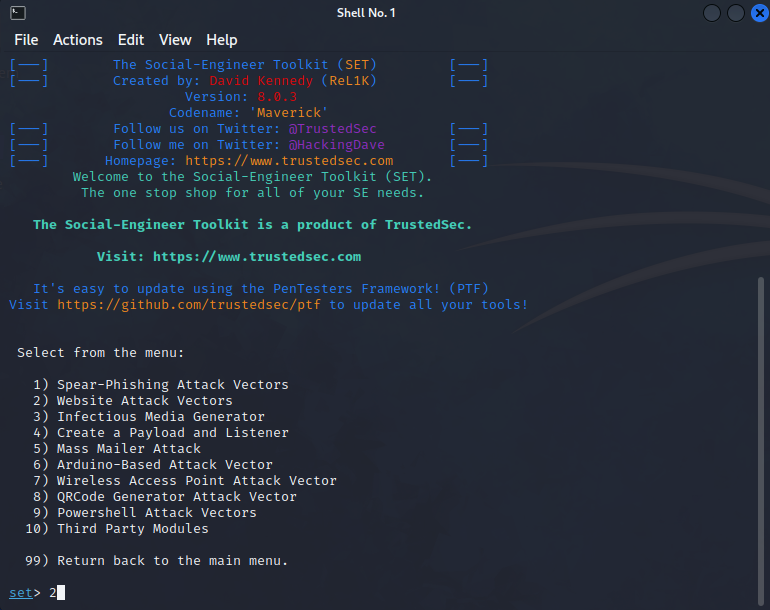 Shell No. 1
File Actions Edit View Help
[---] The Social-Engineer Toolkit (SET) [---]
[---] Created by: David Kennedy (ReL1K) [---]
Version: 8.0.3
Codename: 'Maverick'
[---] Follow us on Twitter: @TrustedSec [---]
[---] Follow me on Twitter: @HackingDave [---]
[---] Homepage: https://www.trustedsec.com [---]
Welcome to the Social-Engineer Toolkit (SET).
The one stop shop for all of your SE needs.
The Social-Engineer Toolkit is a product of TrustedSec.
Visit: https://www.trustedsec.com
It's easy to update using the PenTesters Framework! (PTF)
Visit https://github.com/trustedsec/ptf to update all your tools!
Select from the menu:
1) Spear-Phishing Attack Vectors
2) Website Attack Vectors
3) Infectious Media Generator
4) Create a Payload and Listener
5) Mass Mailer Attack
6) Arduino-Based Attack Vector
7) Wireless Access Point Attack Vector
8) QRCode Generator Attack Vector
9) Powershell Attack Vectors
10) Third Party Modules
99) Return back to the main menu.
set> 2